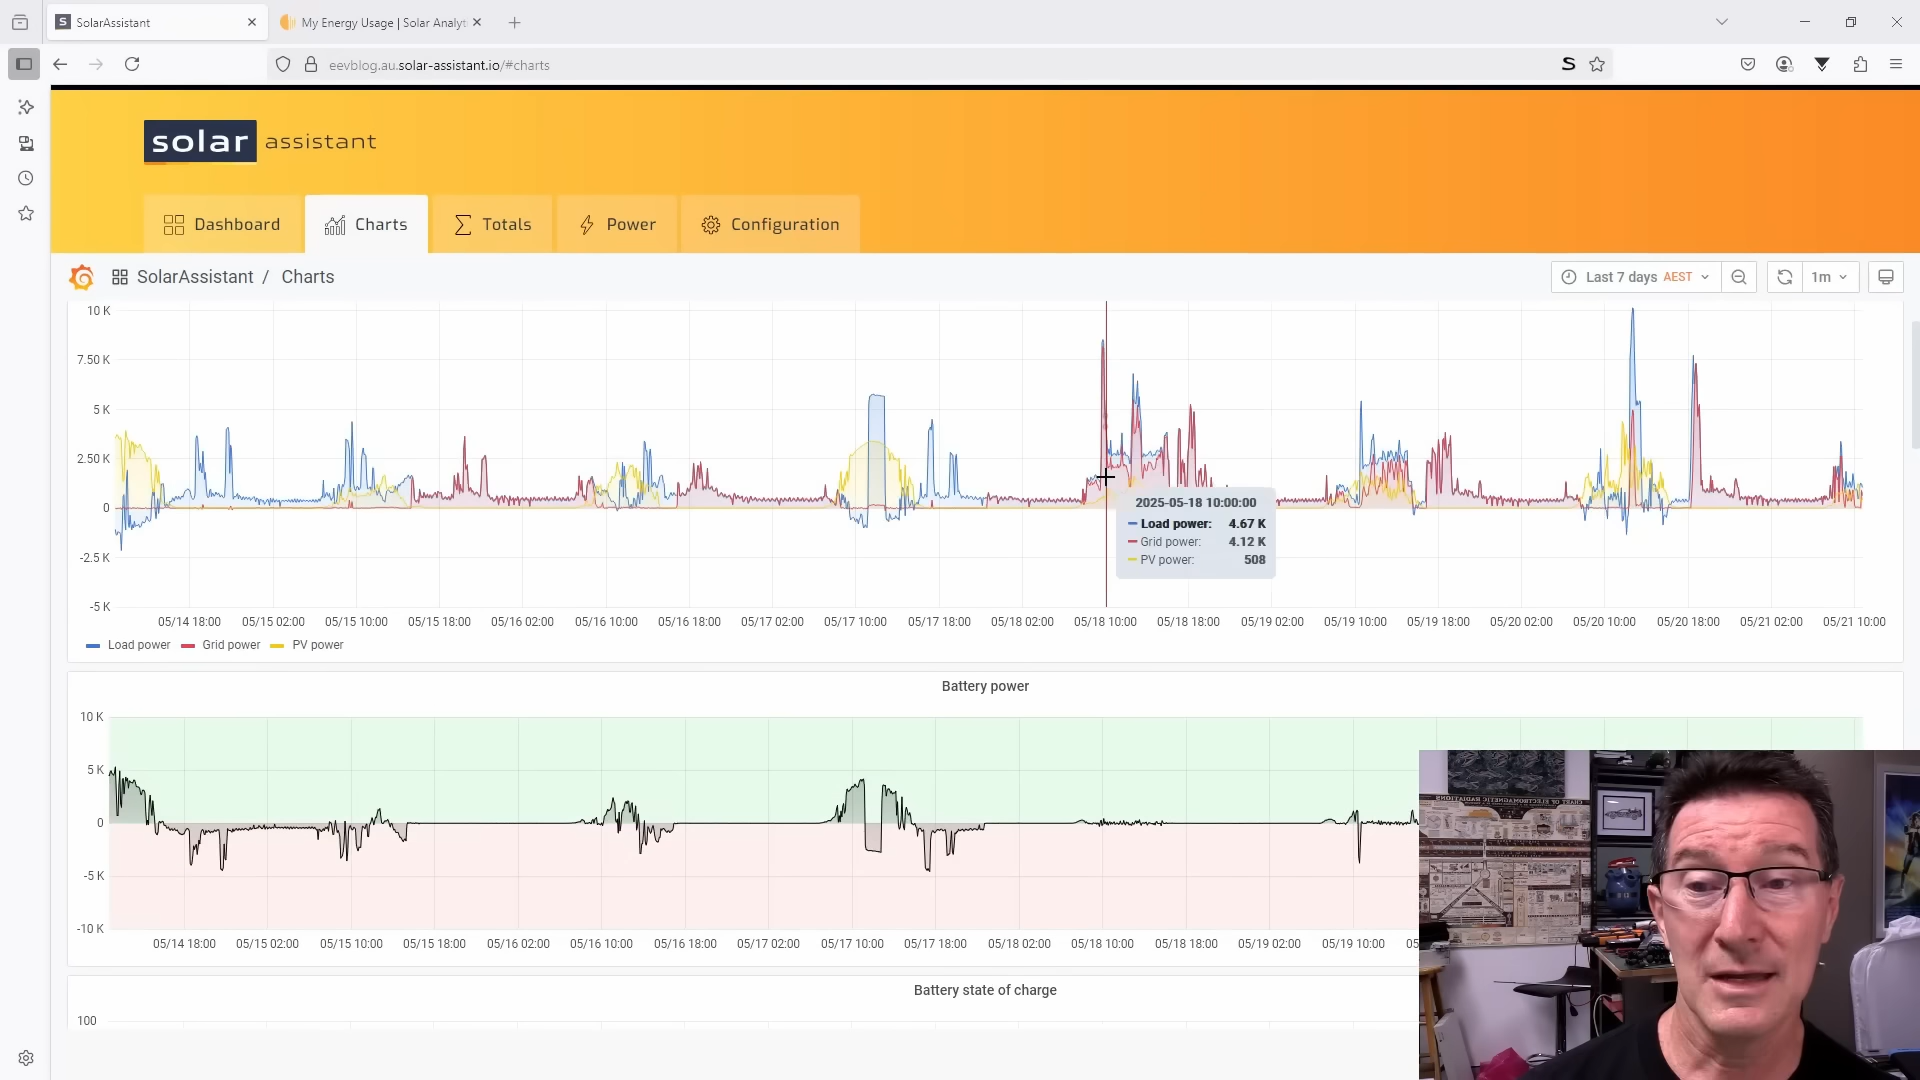 SolarAssistant
My Energy Usage | Solar Analyt
eevblog.au.solar-assistant.io/#charts
S
solar assistant
Dashboard
Charts
Totals
Power
Configuration
SolarAssistant / Charts
Last 7 days AEST
1m
10 K
7.50 K
5 K
2.50 K
0
-2.5 K
-5 K
2025-05-18 10:00:00
Load power: 4.67 K
Grid power: 4.12 K
PV power: 508
05/14 18:00 05/15 02:00 05/15 10:00 05/15 18:00 05/16 02:00 05/16 10:00 05/16 18:00 05/17 02:00 05/17 10:00 05/17 18:00 05/18 02:00 05/18 10:00 05/18 18:00 05/19 02:00 05/19 10:00 05/19 18:00 05/20 02:00 05/20 10:00 05/20 18:00 05/21 02:00 05/21 10:00
Load power Grid power PV power
Battery power
10 K
5 K
0
-5 K
-10 K
05/14 18:00 05/15 02:00 05/15 10:00 05/15 18:00 05/16 02:00 05/16 10:00 05/16 18:00 05/17 02:00 05/17 10:00 05/17 18:00 05/18 02:00 05/18 10:00 05/18 18:00 05/19 02:00 05/19 10:00 05
Battery state of charge
100